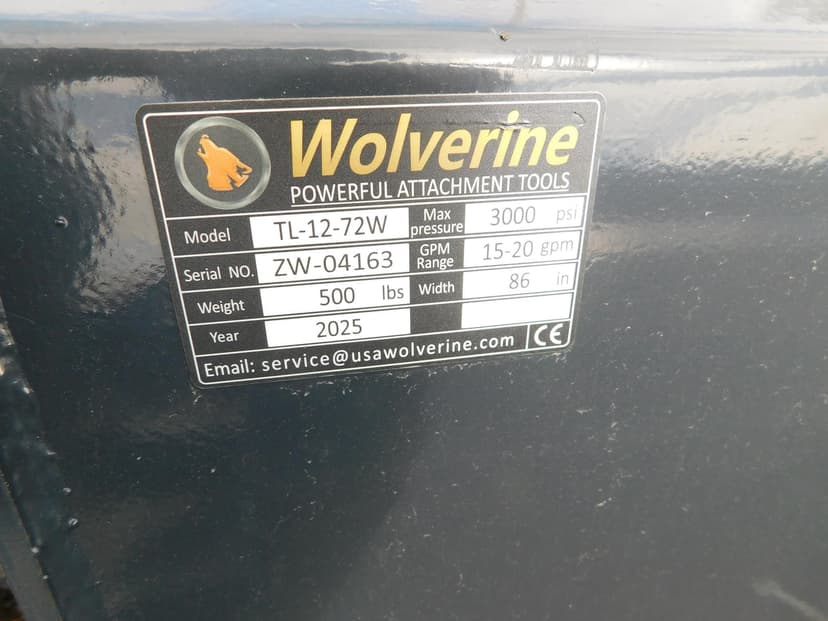 Wolverine
POWERFUL ATTACHMENT TOOLS
Model TL-12-72W Max pressure 3000 psi
Serial NO. ZW-04163 GPM Range 15-20 gpm
Weight 500 lbs Width 86 in
Year 2025
Email: service@usawolverine.com CE